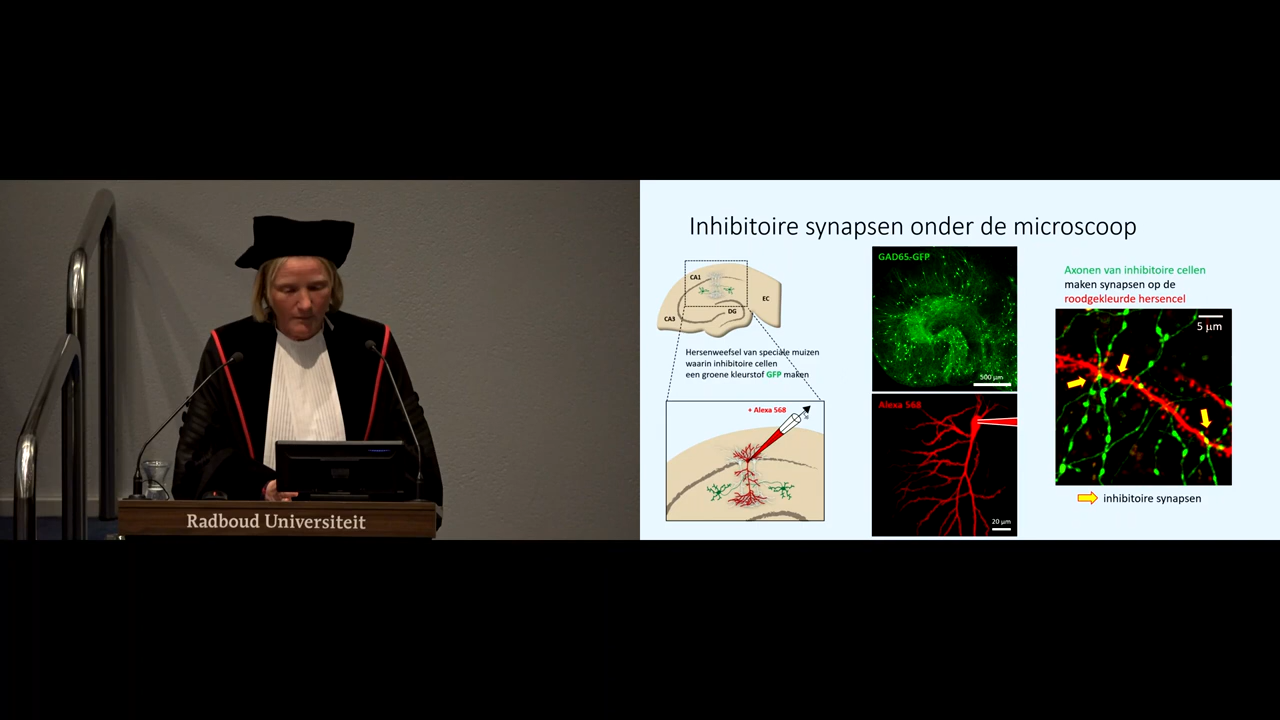 Radboud Universiteit
Inhibitoire synapsen onder de microscoop
CA1
CA3
DG
EC
Hersenweefsel van speciale muizen
waarin inhibitoire cellen
een groene kleurstof GFP maken
+ Alexa 568
GAD65-GFP
500 µm
Alexa 568
20 µm
Axonen van inhibitoire cellen
maken synapsen op de
roodgekleurde hersencel
5 µm
inhibitoire synapsen